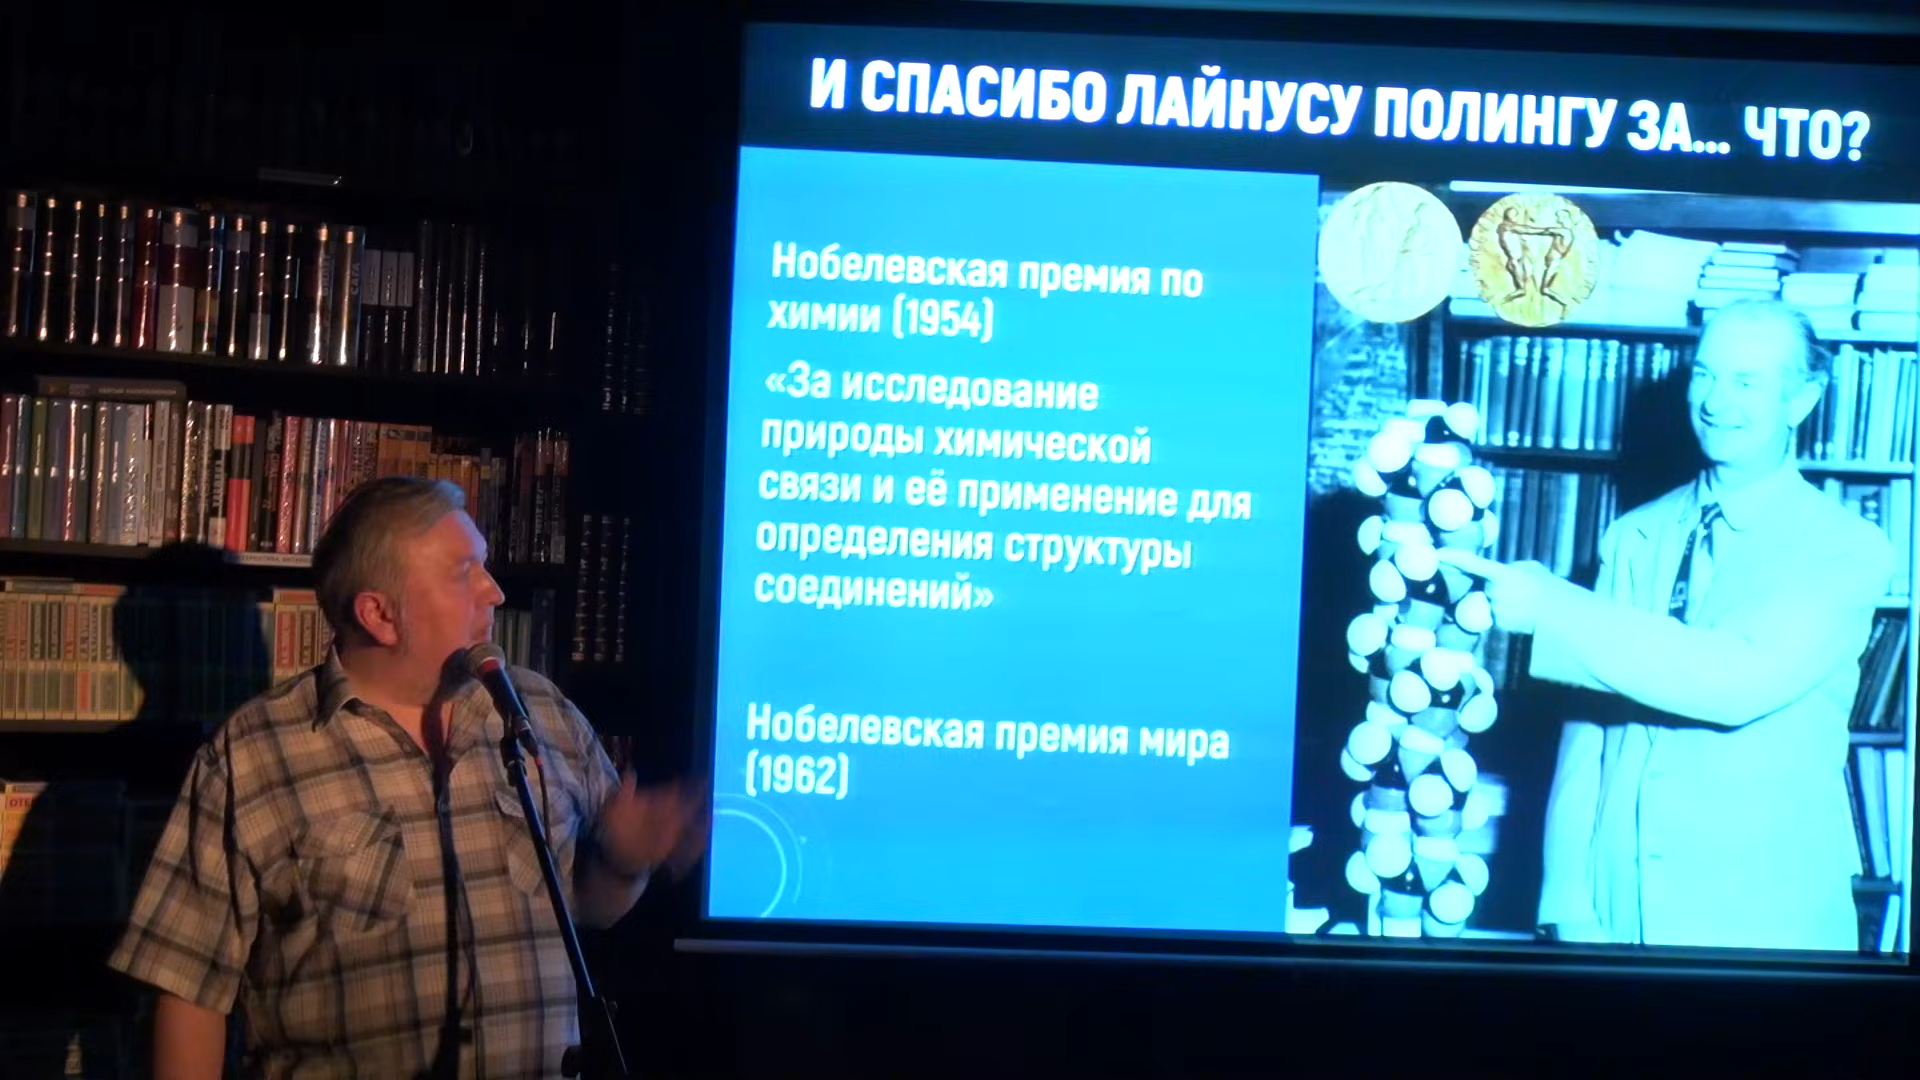 И СПАСИБО ЛАЙНУСУ ПОЛИНГУ ЗА... ЧТО?
Нобелевская премия по
химии (1954)
«За исследование
природы химической
связи и её применение для
определения структуры
соединений»
Нобелевская премия мира
(1962)
САГА